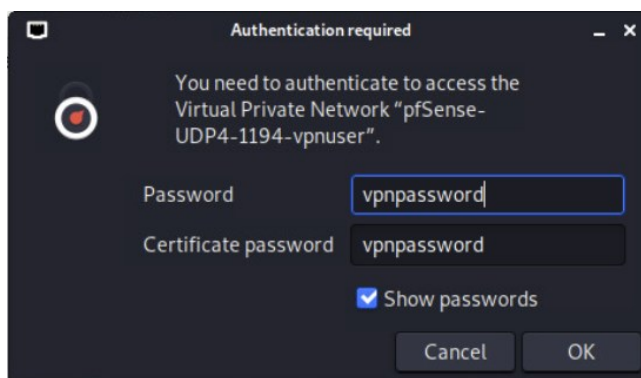 Authentication required
You need to authenticate to access the
Virtual Private Network “pfSense-
UDP4-1194-vpnuser”.
Password
vpnpassword
Certificate password
vpnpassword
Show passwords
Cancel
OK